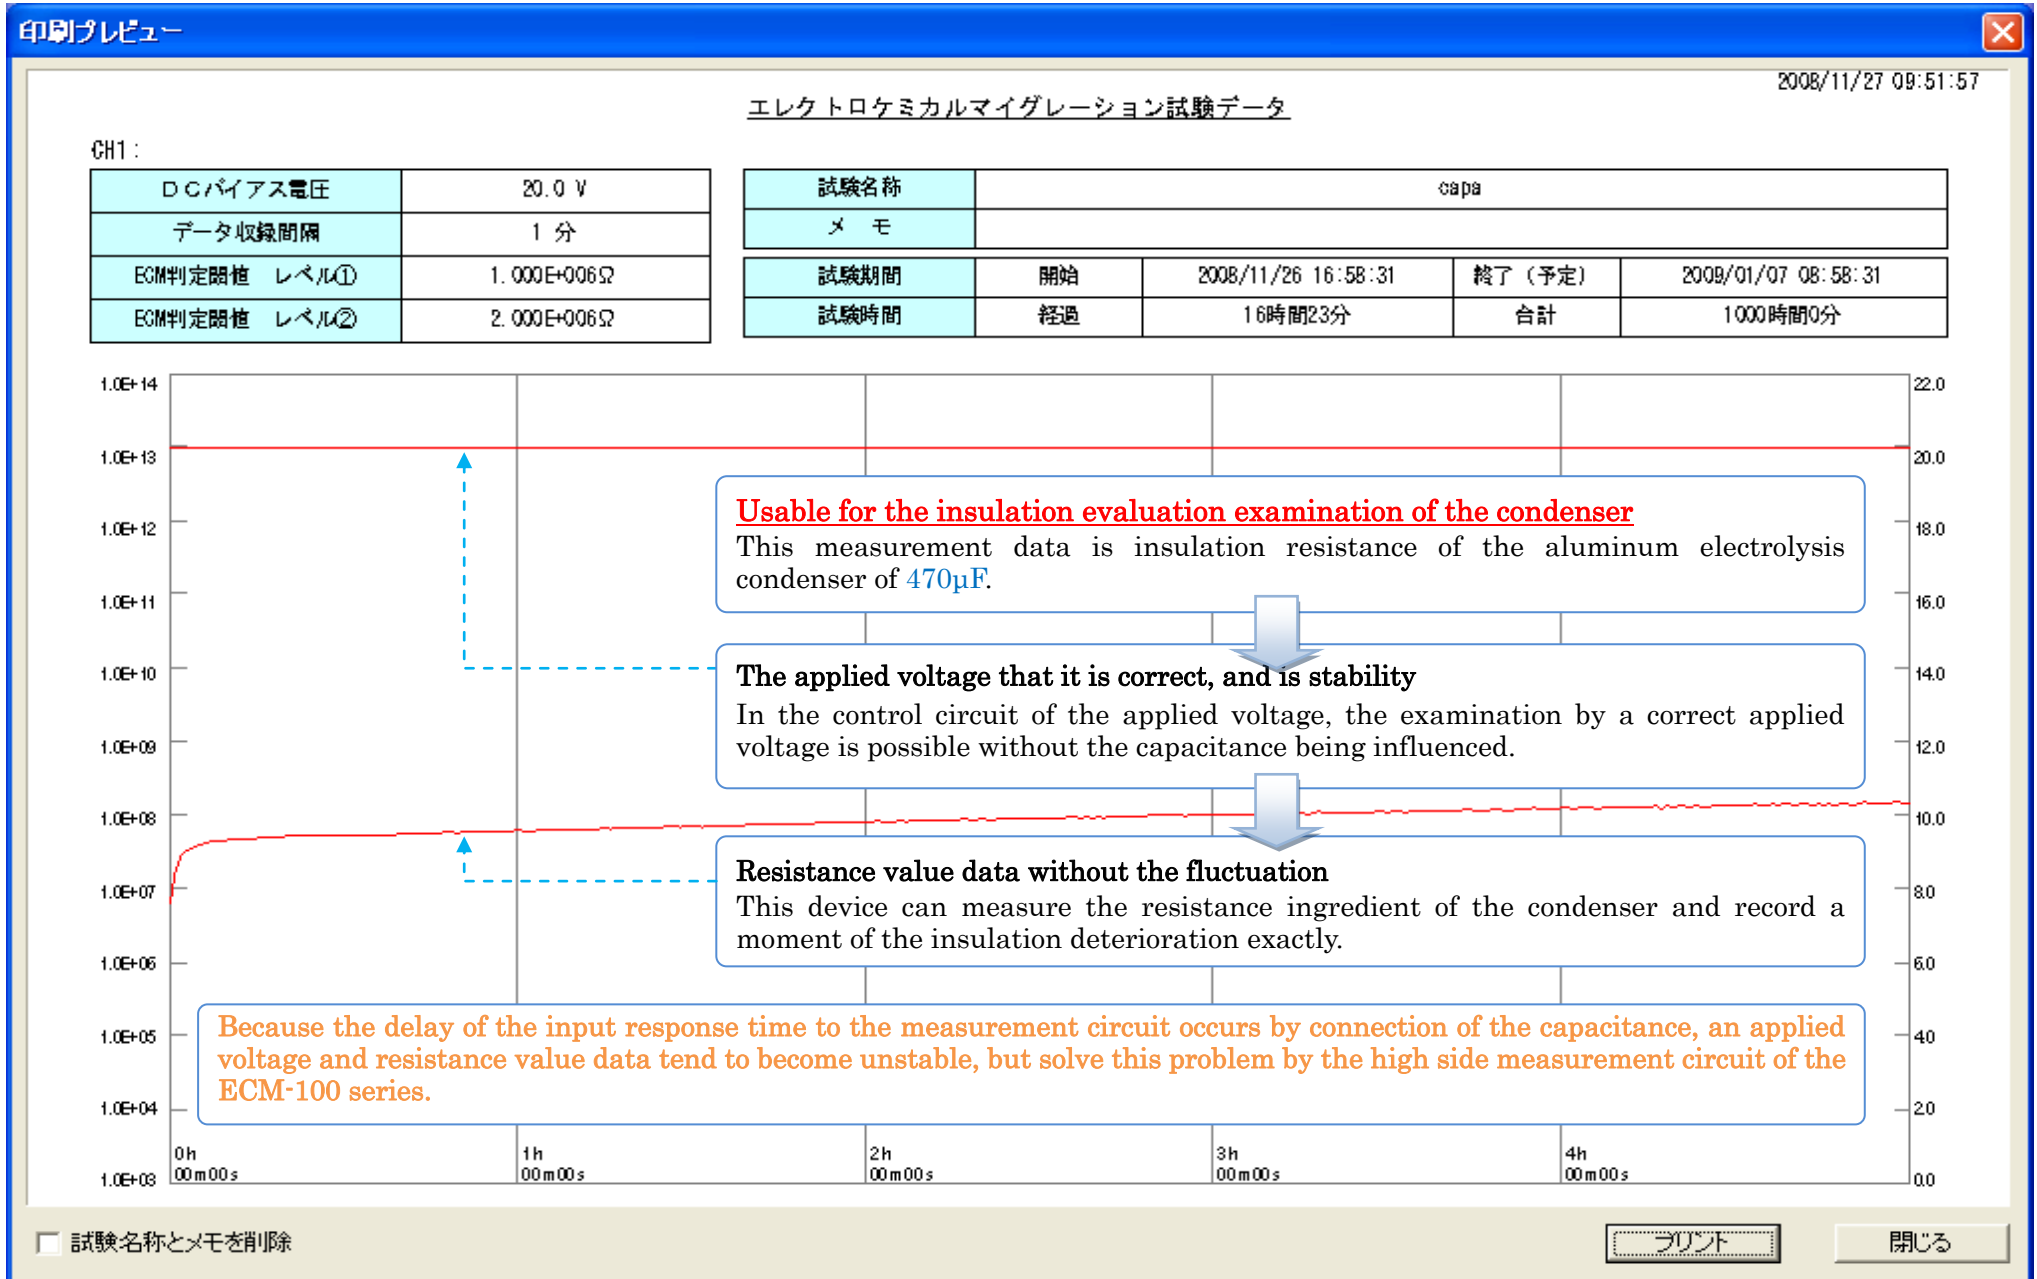 印刷プレビュー
2008/11/27 09:51:57
エレクトロケミカルマイグレーション試験データ
CH1:
DCバイアス電圧 20.0 V
データ収録間隔 1 分
ECM判定閾値 レベル① 1.000E+006Ω
ECM判定閾値 レベル② 2.000E+006Ω
試験名称 capa
メ モ
試験期間 開始 2008/11/26 16:58:31 終了(予定) 2009/01/07 08:58:31
試験時間 経過 16時間23分 合計 1000時間0分
1.0E+14
1.0E+13
1.0E+12
1.0E+11
1.0E+10
1.0E+09
1.0E+08
1.0E+07
1.0E+06
1.0E+05
1.0E+04
1.0E+03
22.0
20.0
18.0
16.0
14.0
12.0
10.0
8.0
6.0
4.0
2.0
0.0
Usable for the insulation evaluation examination of the condenser
This measurement data is insulation resistance of the aluminum electrolysis
condenser of 470μF.
The applied voltage that it is correct, and is stability
In the control circuit of the applied voltage, the examination by a correct applied
voltage is possible without the capacitance being influenced.
Resistance value data without the fluctuation
This device can measure the resistance ingredient of the condenser and record a
moment of the insulation deterioration exactly.
Because the delay of the input response time to the measurement circuit occurs by connection of the capacitance, an applied
voltage and resistance value data tend to become unstable, but solve this problem by the high side measurement circuit of the
ECM-100 series.
0h 1h 2h 3h 4h
00m00s 00m00s 00m00s 00m00s 00m00s
試験名称とメモを削除
プリント
閉じる